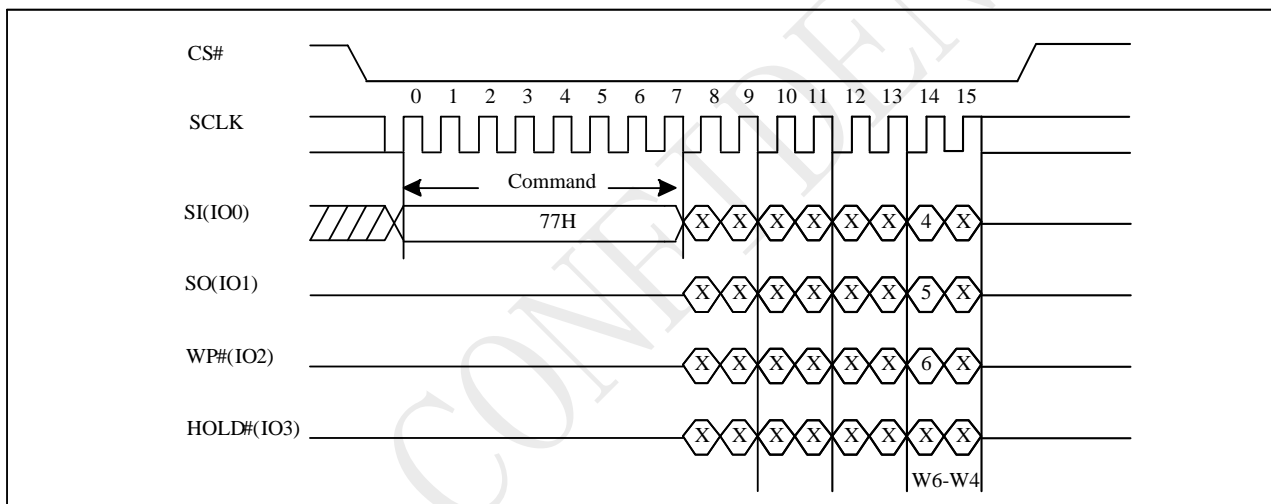 CS#
0 1 2 3 4 5 6 7 8 9 10 11 12 13 14 15
SCLK
Command
SI(IO0) 77H X X X X X X 4 X
SO(IO1) X X X X X X 5 X
WP#(IO2) X X X X X X 6 X
HOLD#(IO3) X X X X X X X X
W6-W4
CONFIDEN